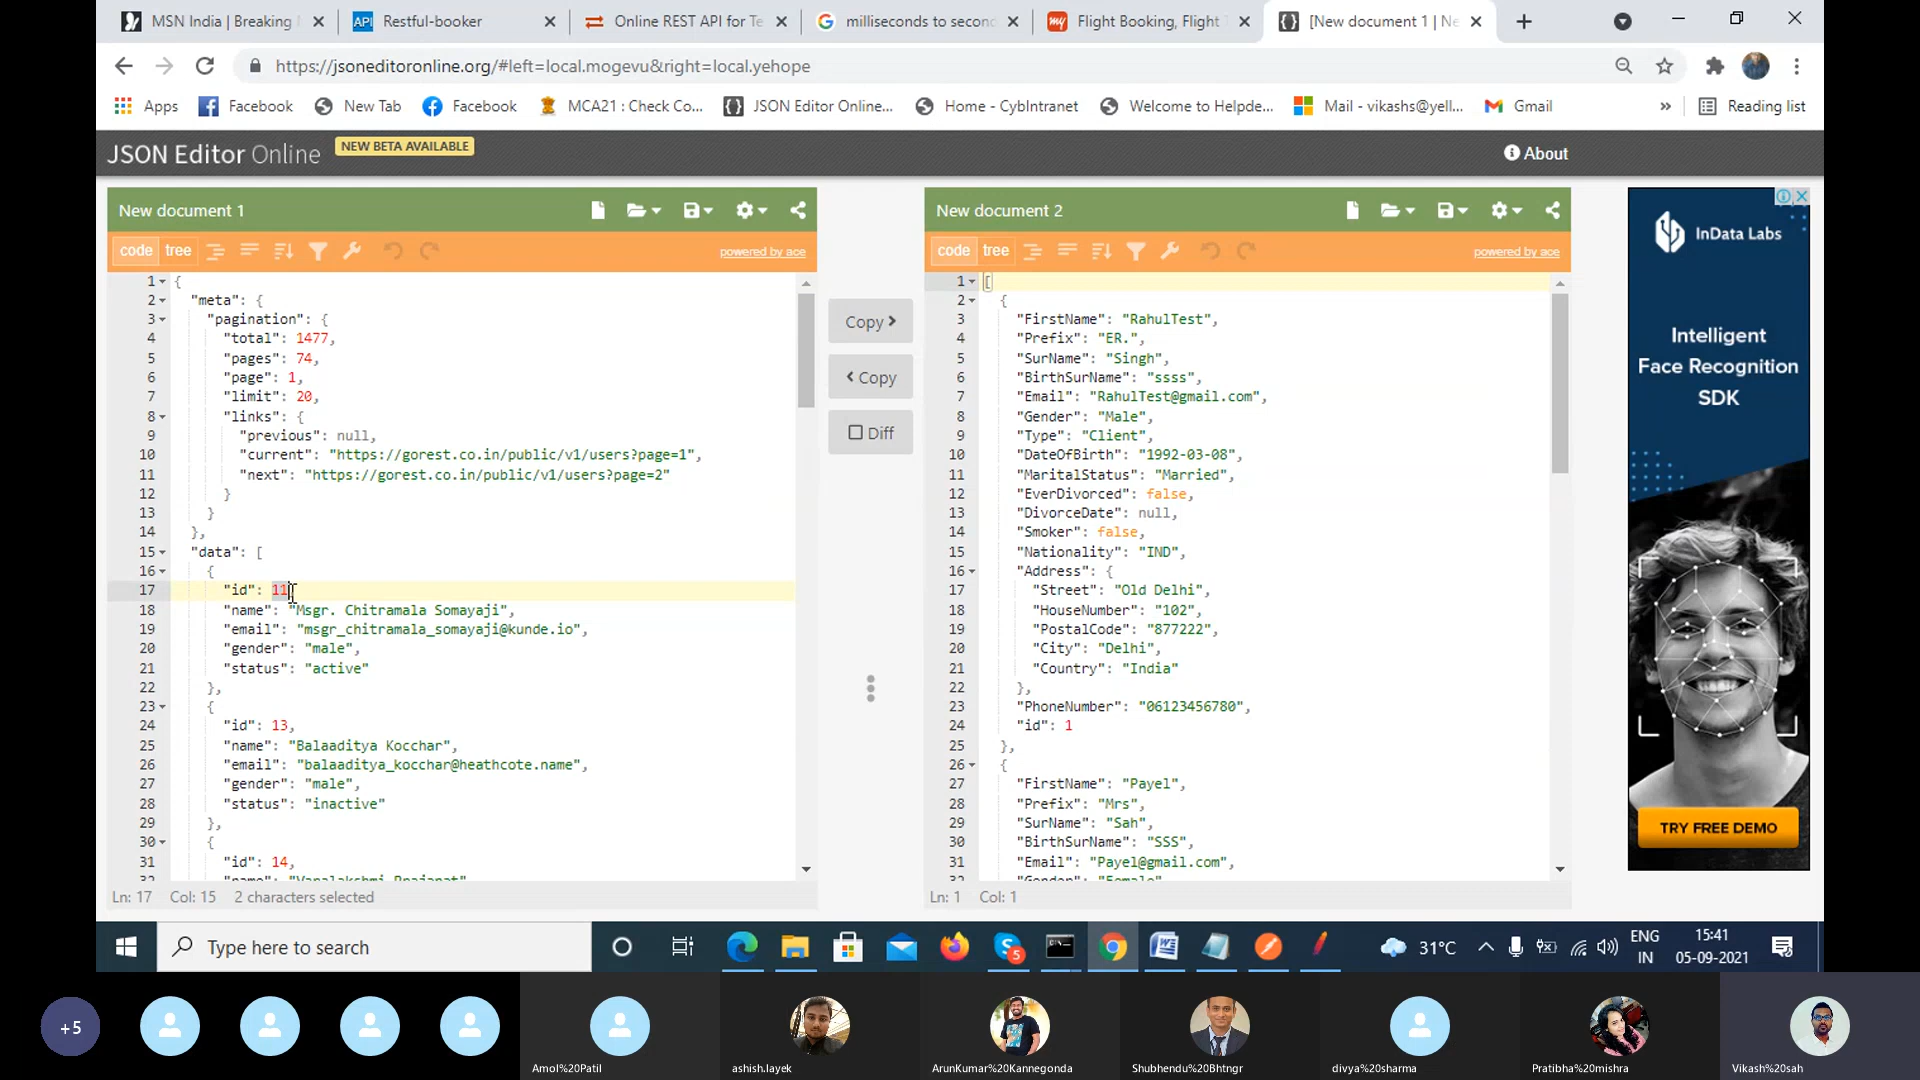 MSN India | Breaking
Restful-booker
Online REST API for Te
milliseconds to second
Flight Booking, Flight
[New document 1] | Ne
https://jsoneditoronline.org/#left=local.mogevu&right=local.yehope
Apps
Facebook
New Tab
Facebook
MCA21 : Check Co...
JSON Editor Online...
Home - CybIntranet
Welcome to Helpde...
Mail - vikashs@yell...
Gmail
»
Reading list
JSON Editor Online
NEW BETA AVAILABLE
About
New document 1
code tree
powered by ace
1 {
2 "meta": {
3 "pagination": {
4 "total": 1477,
5 "pages": 74,
6 "page": 1,
7 "limit": 20,
8 "links": {
9 "previous": null,
10 "current": "https://gorest.co.in/public/v1/users?page=1",
11 "next": "https://gorest.co.in/public/v1/users?page=2"
12 }
13 }
14 },
15 "data": [
16 {
17 "id": 11
18 "name": "Msgr. Chitramala Somayaji",
19 "email": "msgr_chitramala_somayaji@kunde.io",
20 "gender": "male",
21 "status": "active"
22 },
23 {
24 "id": 13,
25 "name": "Balaaditya Kocchar",
26 "email": "balaaditya_kocchar@heathcote.name",
27 "gender": "male",
28 "status": "inactive"
29 },
30 {
31 "id": 14,
32
Ln: 17 Col: 15 2 characters selected
Copy >
< Copy
Diff
New document 2
code tree
powered by ace
1 [
2 {
3 "FirstName": "RahulTest",
4 "Prefix": "ER.",
5 "SurName": "Singh",
6 "BirthSurName": "ssss",
7 "Email": "RahulTest@gmail.com",
8 "Gender": "Male",
9 "Type": "Client",
10 "DateOfBirth": "1992-03-08",
11 "MaritalStatus": "Married",
12 "EverDivorced": false,
13 "DivorceDate": null,
14 "Smoker": false,
15 "Nationality": "IND",
16 "Address": {
17 "Street": "Old Delhi",
18 "HouseNumber": "102",
19 "PostalCode": "877222",
20 "City": "Delhi",
21 "Country": "India"
22 },
23 "PhoneNumber": "06123456780",
24 "id": 1
25 },
26 {
27 "FirstName": "Payel",
28 "Prefix": "Mrs",
29 "SurName": "Sah",
30 "BirthSurName": "SSS",
31 "Email": "Payel@gmail.com",
32 "Gender": "Female"
Ln: 1 Col: 1
InData Labs
Intelligent
Face Recognition
SDK
TRY FREE DEMO
Type here to search
31°C
ENG
IN
15:41
05-09-2021
+5
Amol%20Patil
ashish.layek
ArunKumar%20Kannegonda
Shubhendu%20Bhtngr
divya%20sharma
Pratibha%20mishra
Vikash%20sah